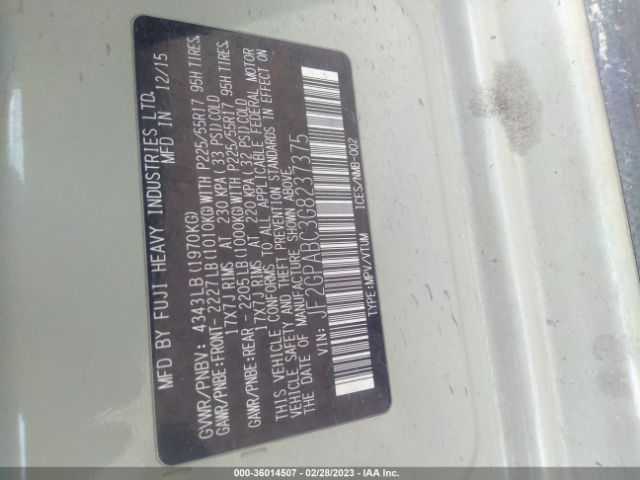 MFD BY FUJI HEAVY INDUSTRIES LTD.
MADE IN 12/15
GVWR/PNBV: 4343LB(1970KG)
GAWR/PNBE:FRONT-2227LB(1010KG)WITH P225/55R17 95H TIRES,
17X7J RIMS AT 230 KPA( 33 PSI)COLD
GAWR/PNBE:REAR -2205LB(1000KG)WITH P225/55R17 95H TIRES,
17X7J RIMS AT 220 KPA( 32 PSI)COLD
THIS VEHICLE CONFORMS TO ALL APPLICABLE FEDERAL MOTOR
VEHICLE SAFETY AND THEFT PREVENTION STANDARDS IN EFFECT ON
THE DATE OF MANUFACTURE SHOWN ABOVE.
VIN: JF2GPABC3G8237375
ICES/NMB-002
TYPE:MPV/VTUM
000-36014507 - 02/28/2023 - IAA Inc.